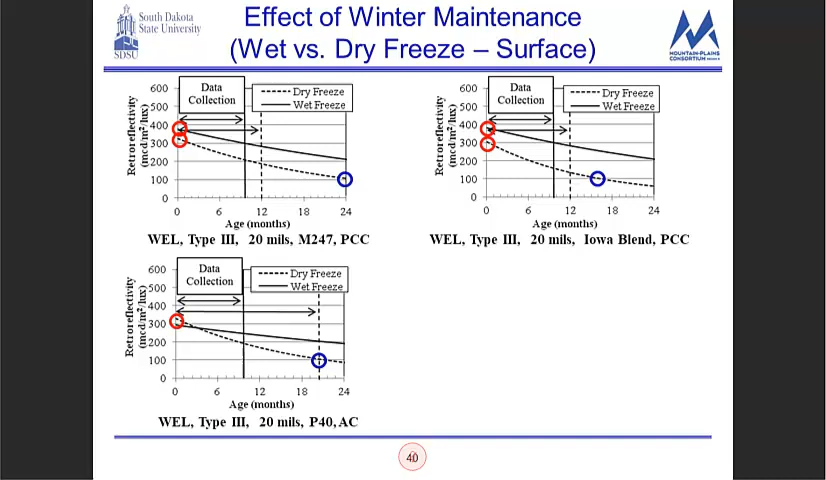 South Dakota
State University
SDSU
Effect of Winter Maintenance
(Wet vs. Dry Freeze – Surface)
MOUNTAIN-PLAINS
CONSORTIUM
Data
Collection
Dry Freeze
Wet Freeze
Retroreflectivity
(mcd/m²/lux)
600
500
400
300
200
100
0
0 6 12 18 24
Age (months)
WEL, Type III, 20 mils, M247, PCC
Data
Collection
Dry Freeze
Wet Freeze
Retroreflectivity
(mcd/m²/lux)
600
500
400
300
200
100
0
0 6 12 18 24
Age (months)
WEL, Type III, 20 mils, Iowa Blend, PCC
Data
Collection
Dry Freeze
Wet Freeze
Retroreflectivity
(mcd/m²/lux)
600
500
400
300
200
100
0
0 6 12 18 24
Age (months)
WEL, Type III, 20 mils, P40, AC
40